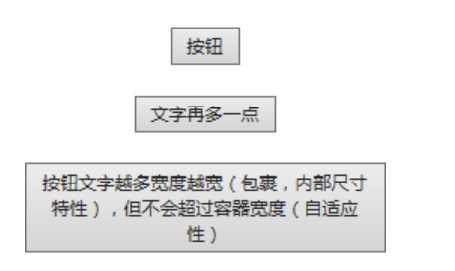 按钮
文字再多一点
按钮文字越多宽度越宽（包裹，内部尺寸
特性），但不会超过容器宽度（自适应
性）